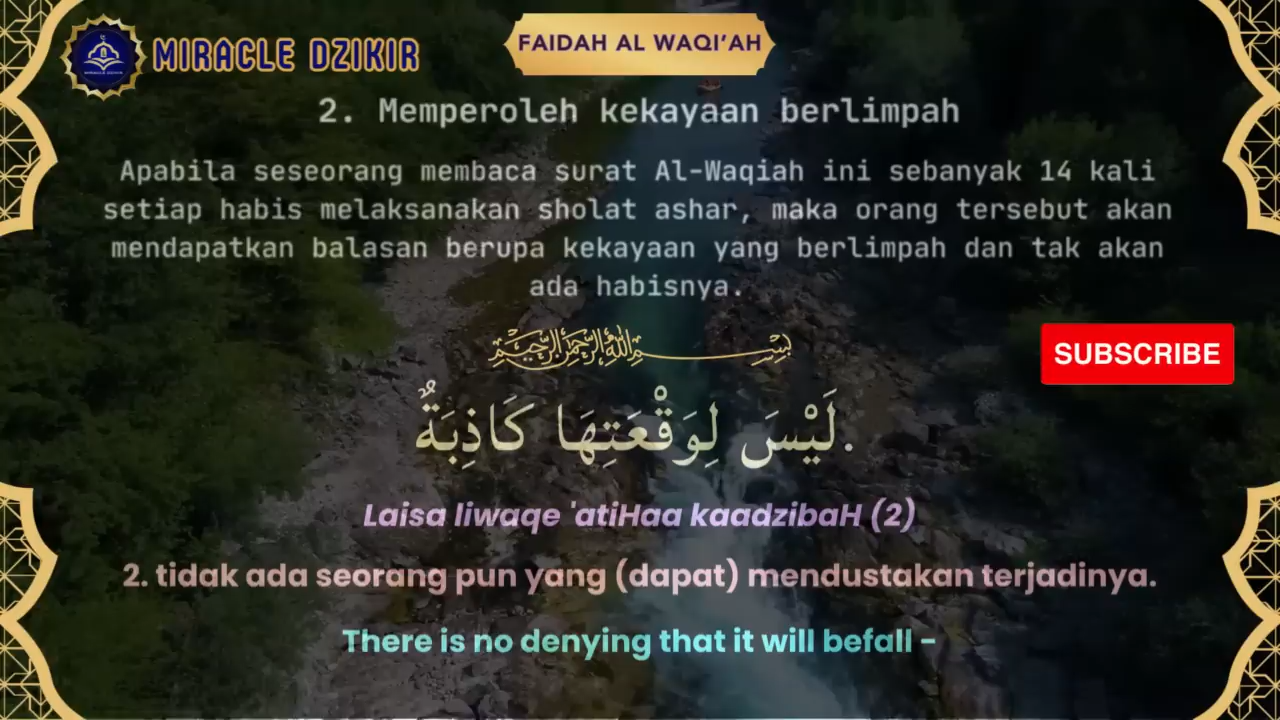 MIRACLE DZIKIR
FAIDAH AL WAQI'AH
2. Memperoleh kekayaan berlimpah
Apabila seseorang membaca surat Al-Waqiah ini sebanyak 14 kali
setiap habis melaksanakan sholat ashar, maka orang tersebut akan
mendapatkan balasan berupa kekayaan yang berlimpah dan tak akan
ada habisnya.
بِسْمِ اللهِ الرَّحْمٰنِ الرَّحِيْمِ
SUBSCRIBE
لَيْسَ لِوَقْعَتِهَا كَاذِبَةٌ.
Laisa liwaqe 'atiHaa kaadzibaH (2)
2. tidak ada seorang pun yang (dapat) mendustakan terjadinya.
There is no denying that it will befall -